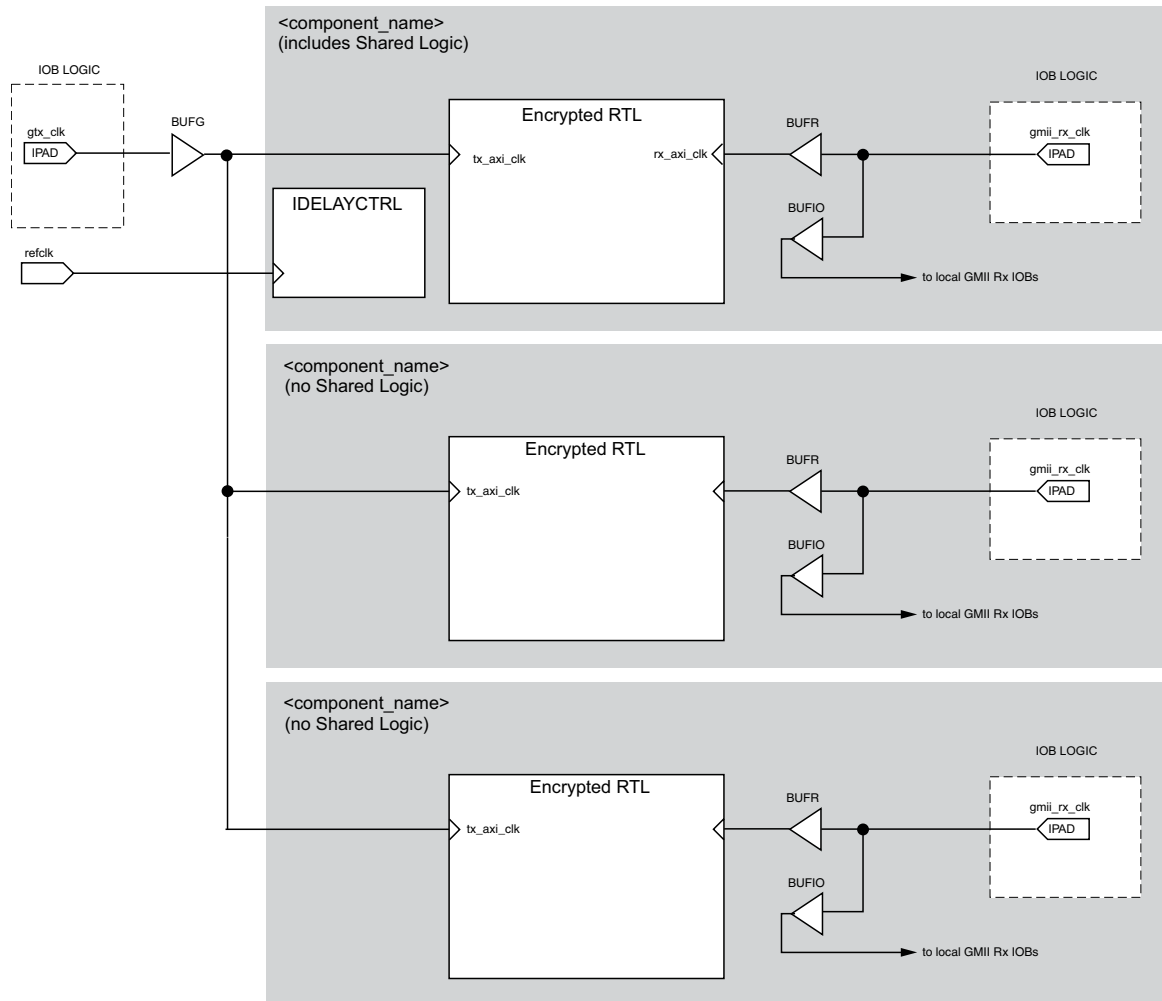 <component_name>
(includes Shared Logic)
IOB LOGIC
gtx_clk
IPAD
BUFG
refclk
IDELAYCTRL
Encrypted RTL
tx_axi_clk
rx_axi_clk
BUFR
BUFIO
IOB LOGIC
gmii_rx_clk
IPAD
to local GMII Rx IOBs
<component_name>
(no Shared Logic)
Encrypted RTL
tx_axi_clk
BUFR
BUFIO
IOB LOGIC
gmii_rx_clk
IPAD
to local GMII Rx IOBs
<component_name>
(no Shared Logic)
Encrypted RTL
tx_axi_clk
BUFR
BUFIO
IOB LOGIC
gmii_rx_clk
IPAD
to local GMII Rx IOBs